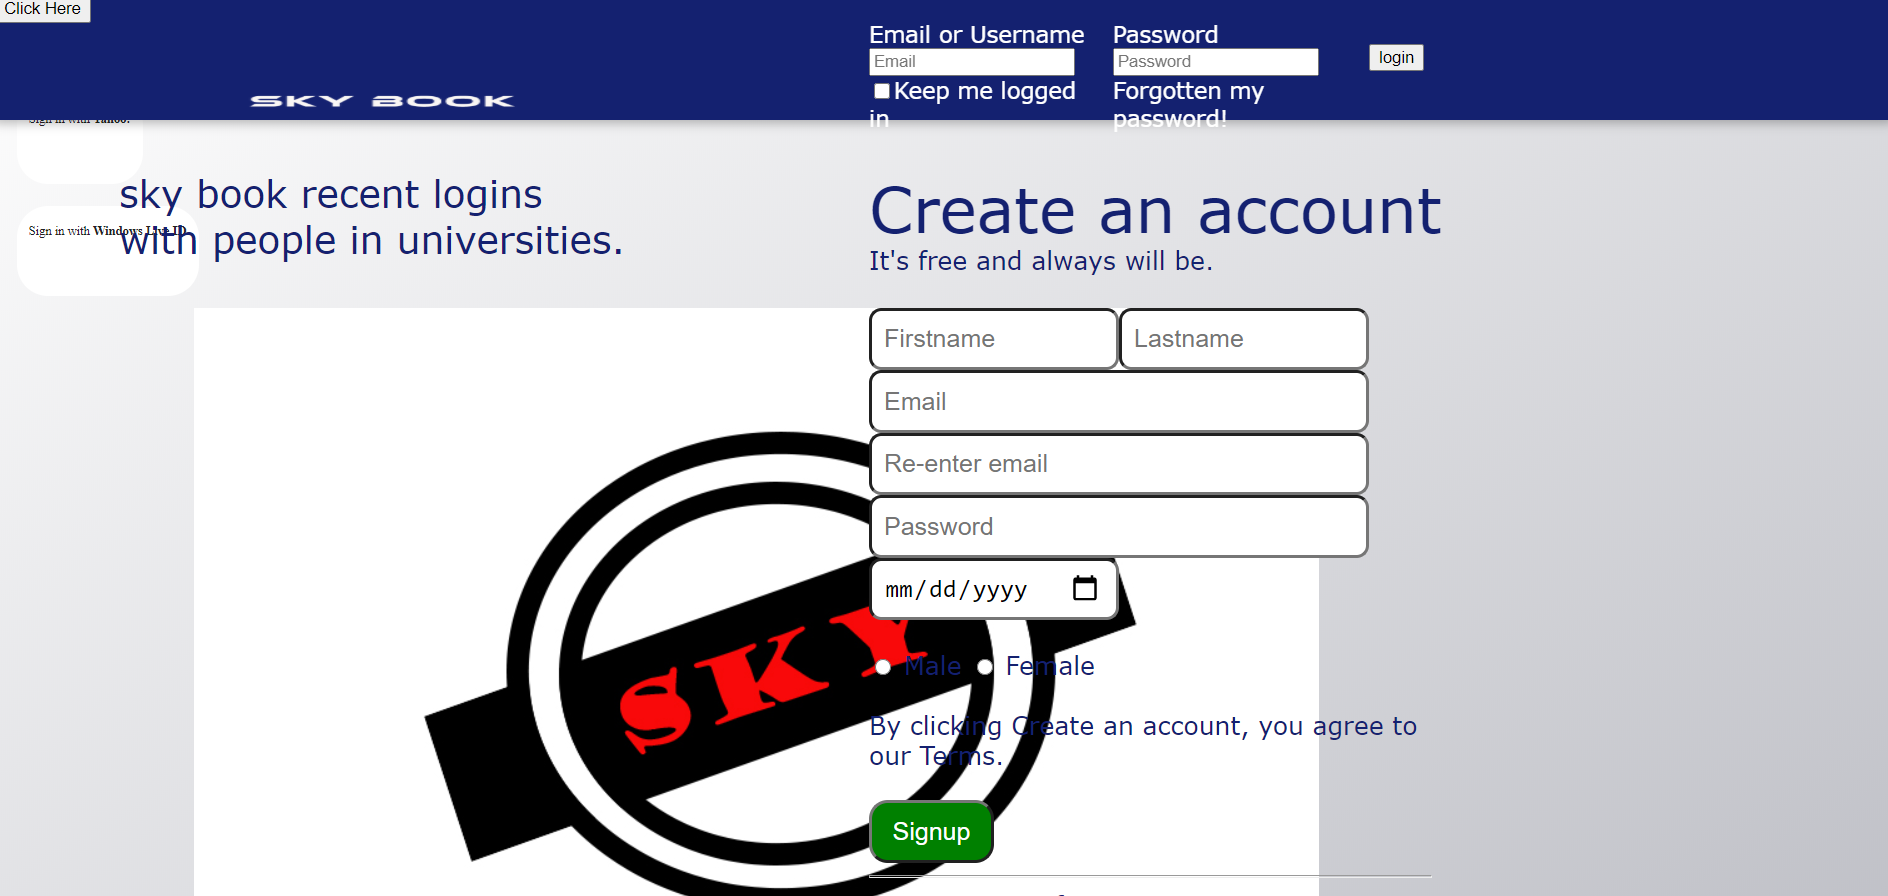 Click Here
Email or Username
Password
Email
Password
login
Keep me logged
in
Forgotten my
password!
SKY BOOK
Sign in with Yahoo!
sky book recent logins
with people in universities.
Sign in with Windows Live ID
Create an account
It's free and always will be.
Firstname
Lastname
Email
Re-enter email
Password
mm/dd/yyyy
SKY
Male
Female
By clicking Create an account, you agree to
our Terms.
Signup